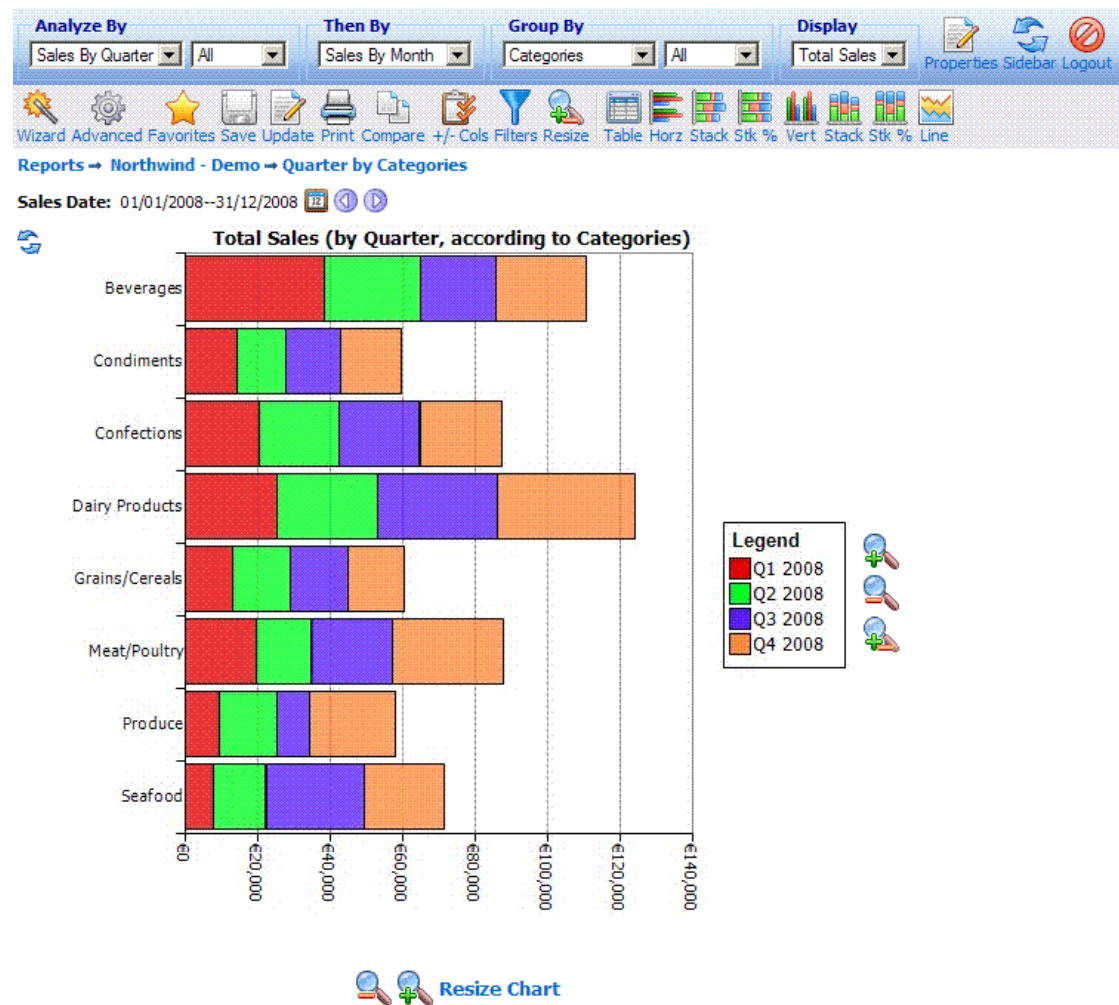 Analyze By Then By Group By Display
Sales By Quarter All Sales By Month Categories All Total Sales
Properties Sidebar Logout
Wizard Advanced Favorites Save Update Print Compare +/- Cols Filters Resize Table Horz Stack Stk % Vert Stack Stk % Line
Reports → Northwind - Demo → Quarter by Categories
Sales Date: 01/01/2008--31/12/2008 12
Total Sales (by Quarter, according to Categories)
Beverages
Condiments
Confections
Dairy Products
Grains/Cereals
Meat/Poultry
Produce
Seafood
€0 €20,000 €40,000 €60,000 €80,000 €100,000 €120,000 €140,000
Legend
Q1 2008
Q2 2008
Q3 2008
Q4 2008
Resize Chart